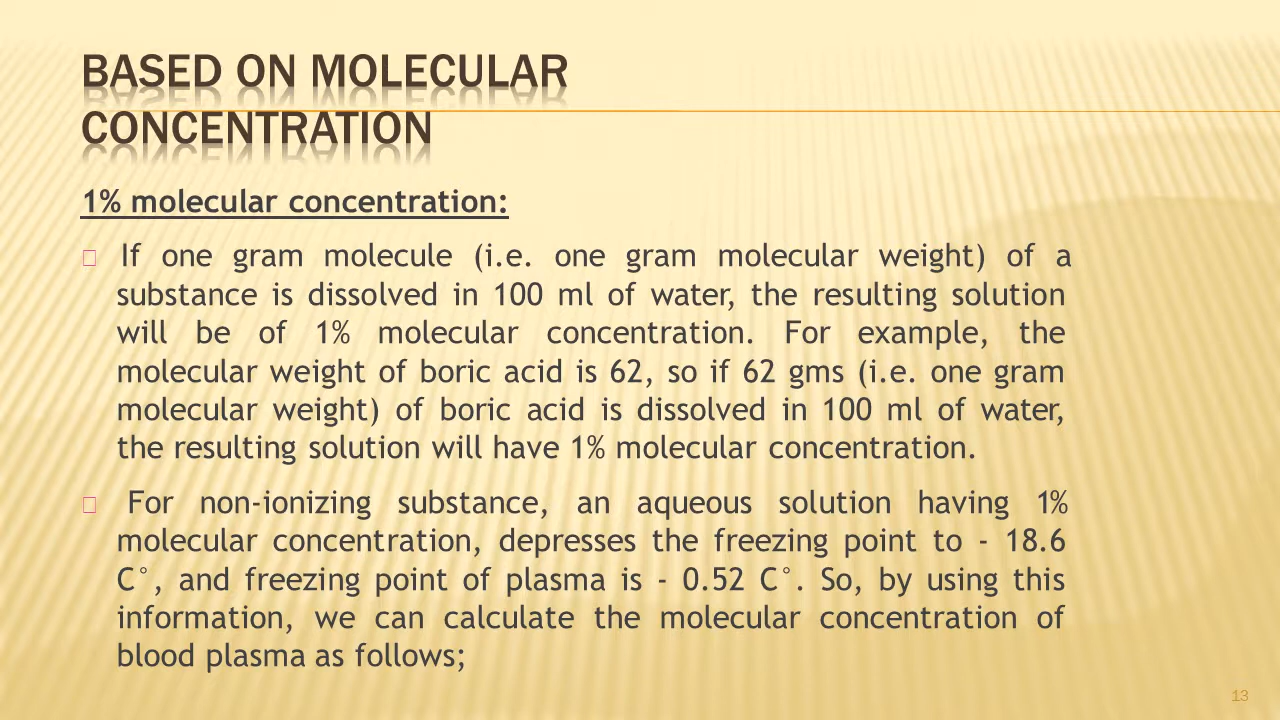 BASED ON MOLECULAR
CONCENTRATION
1% molecular concentration:
If one gram molecule (i.e. one gram molecular weight) of a
substance is dissolved in 100 ml of water, the resulting solution
will be of 1% molecular concentration. For example, the
molecular weight of boric acid is 62, so if 62 gms (i.e. one gram
molecular weight) of boric acid is dissolved in 100 ml of water,
the resulting solution will have 1% molecular concentration.
For non-ionizing substance, an aqueous solution having 1%
molecular concentration, depresses the freezing point to - 18.6
C°, and freezing point of plasma is - 0.52 C°. So, by using this
information, we can calculate the molecular concentration of
blood plasma as follows;
13